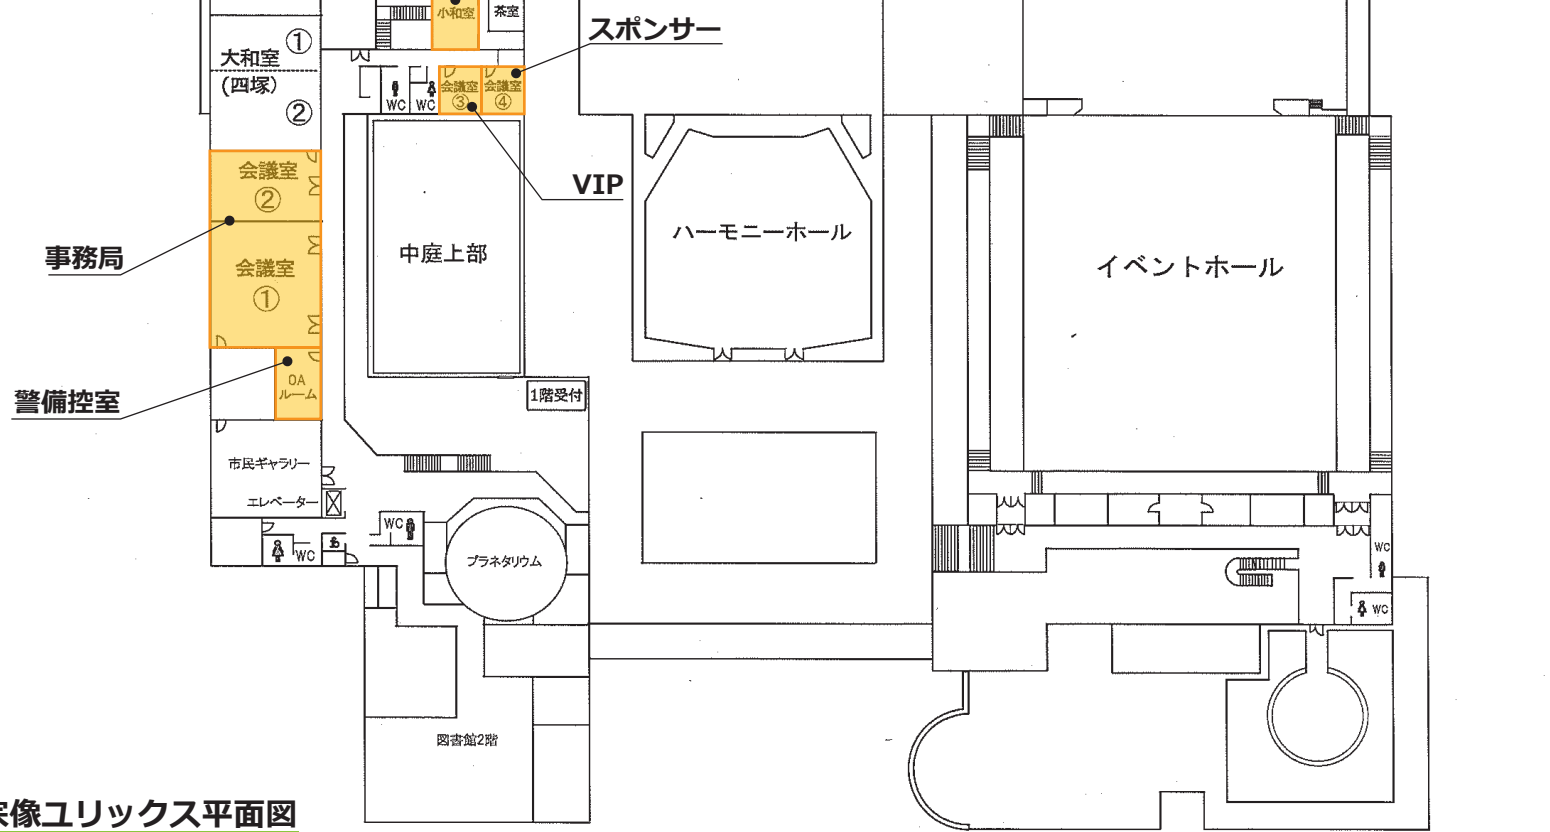 小和室
茶室
スポンサー
①
大和室
(四塚)
②
WC
WC
会議室
③
会議室
④
VIP
会議室
②
事務局
会議室
①
中庭上部
ハーモニーホール
イベントホール
警備控室
OA
ルーム
1階受付
市民ギャラリー
エレベーター
WC
WC
プラネタリウム
WC
WC
図書館2階
像ユリックス平面図